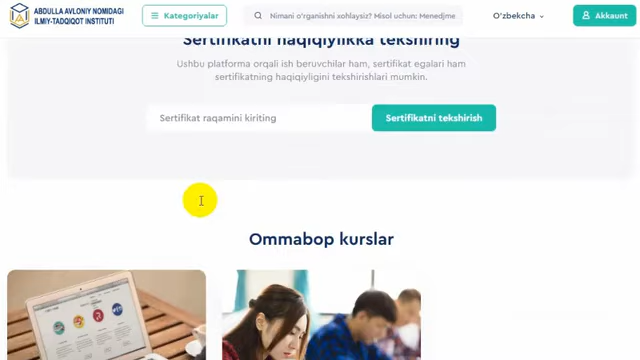 ABDULLA AVLONIY NOMIDAGI
ILMIY-TADQIQOT INSTITUTI
Kategoriyalar
Nimani o'rganishni xohlaysiz? Misol uchun: Menedjme
O'zbekcha
Akkaunt
Sertifikatni haqiqiylikka tekshiring
Ushbu platforma orqali ish beruvchilar ham, sertifikat egalari ham
sertifikatning haqiqiyligini tekshirishlari mumkin.
Sertifikat raqamini kiriting
Sertifikatni tekshirish
Ommabop kurslar